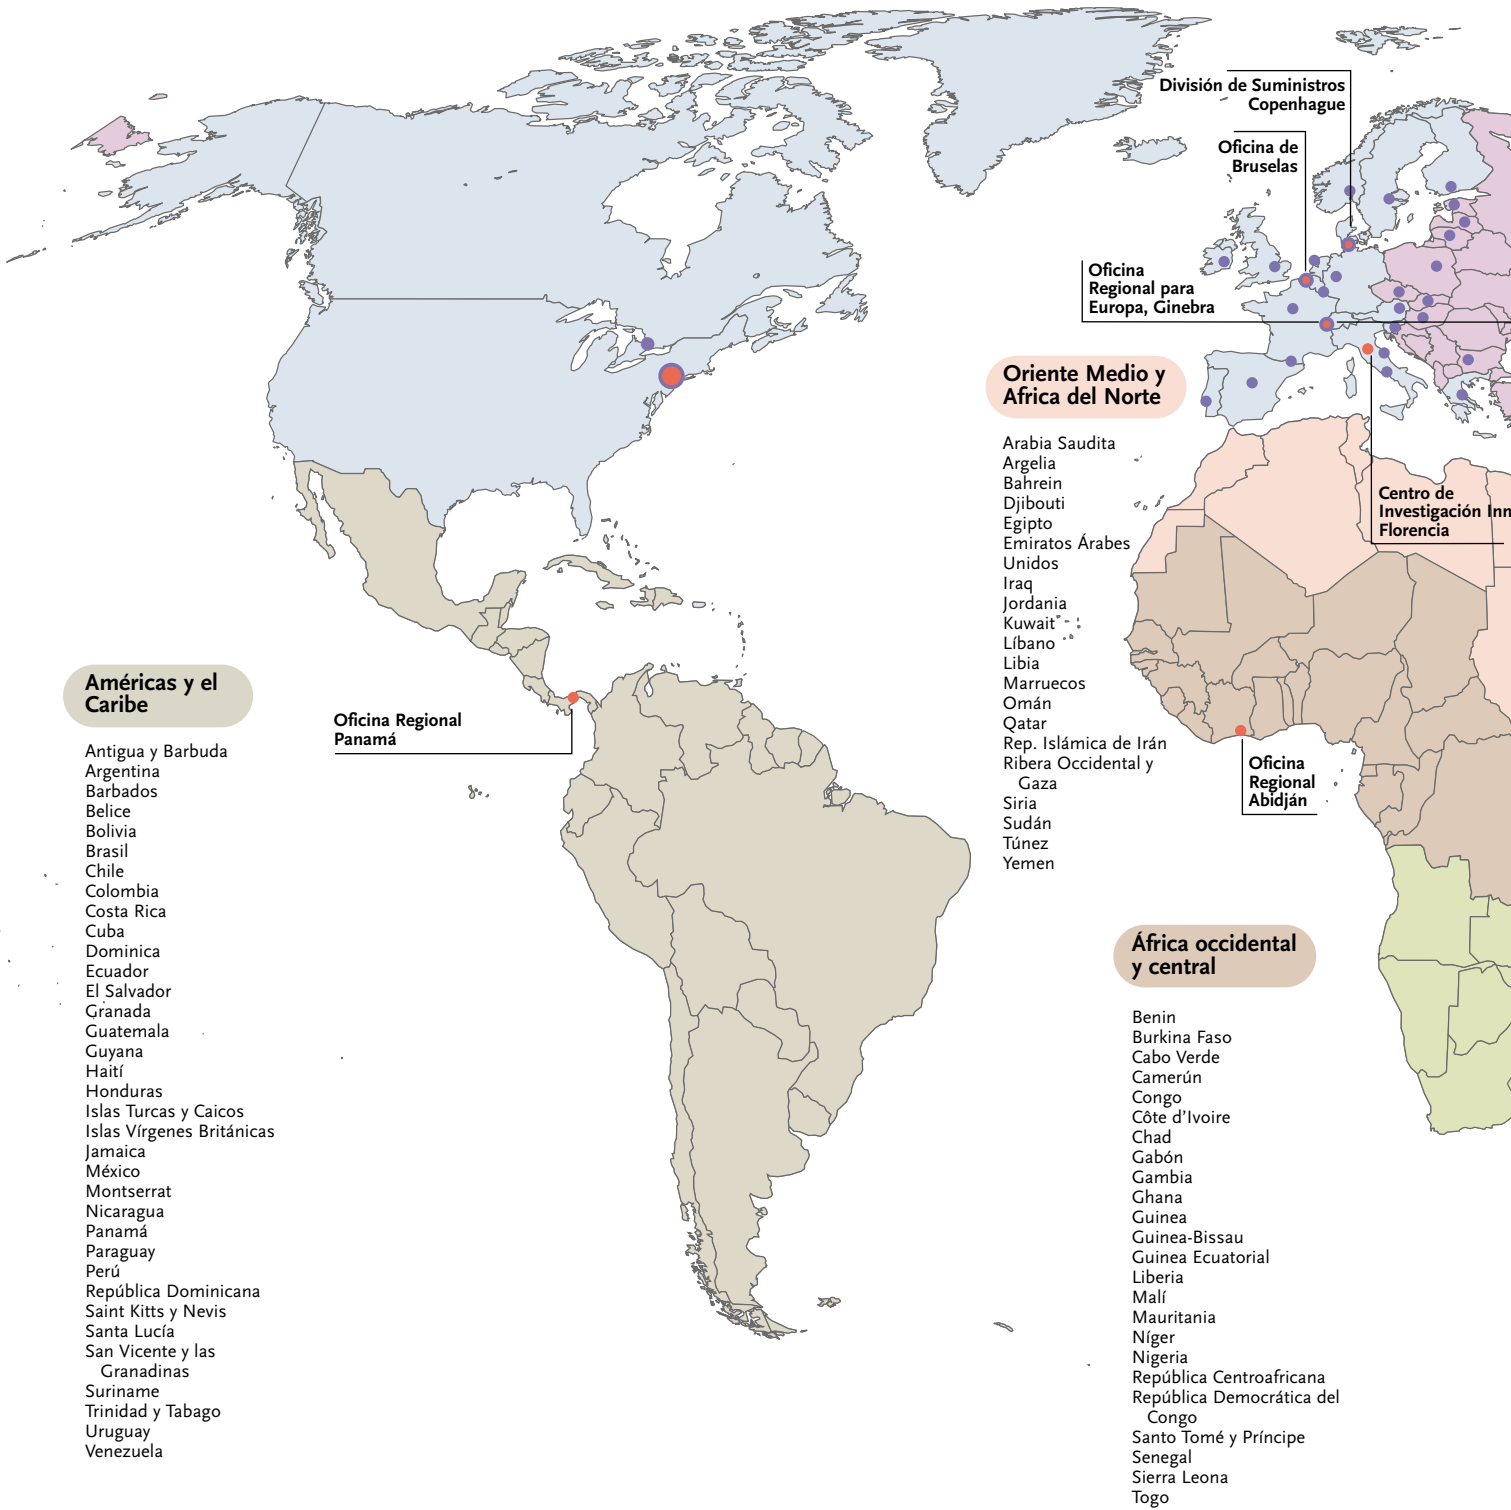 División de Suministros
Copenhague
Oficina de
Bruselas
Oficina
Regional para
Europa, Ginebra
Oriente Medio y
Africa del Norte
Arabia Saudita
Argelia
Bahrein
Djibouti
Egipto
Emiratos Árabes
Unidos
Iraq
Jordania
Kuwait
Líbano
Libia
Marruecos
Omán
Qatar
Rep. Islámica de Irán
Ribera Occidental y
Gaza
Siria
Sudán
Túnez
Yemen
Centro de
Investigación Inn
Florencia
Américas y el
Caribe
Antigua y Barbuda
Argentina
Barbados
Belice
Bolivia
Brasil
Chile
Colombia
Costa Rica
Cuba
Dominica
Ecuador
El Salvador
Granada
Guatemala
Guyana
Haití
Honduras
Islas Turcas y Caicos
Islas Vírgenes Británicas
Jamaica
México
Montserrat
Nicaragua
Panamá
Paraguay
Perú
República Dominicana
Saint Kitts y Nevis
Santa Lucía
San Vicente y las
Granadinas
Suriname
Trinidad y Tabago
Uruguay
Venezuela
Oficina Regional
Panamá
Oficina
Regional
Abidján
África occidental
y central
Benin
Burkina Faso
Cabo Verde
Camerún
Congo
Côte d’Ivoire
Chad
Gabón
Gambia
Ghana
Guinea
Guinea-Bissau
Guinea Ecuatorial
Liberia
Malí
Mauritania
Níger
Nigeria
República Centroafricana
República Democrática del
Congo
Santo Tomé y Príncipe
Senegal
Sierra Leona
Togo